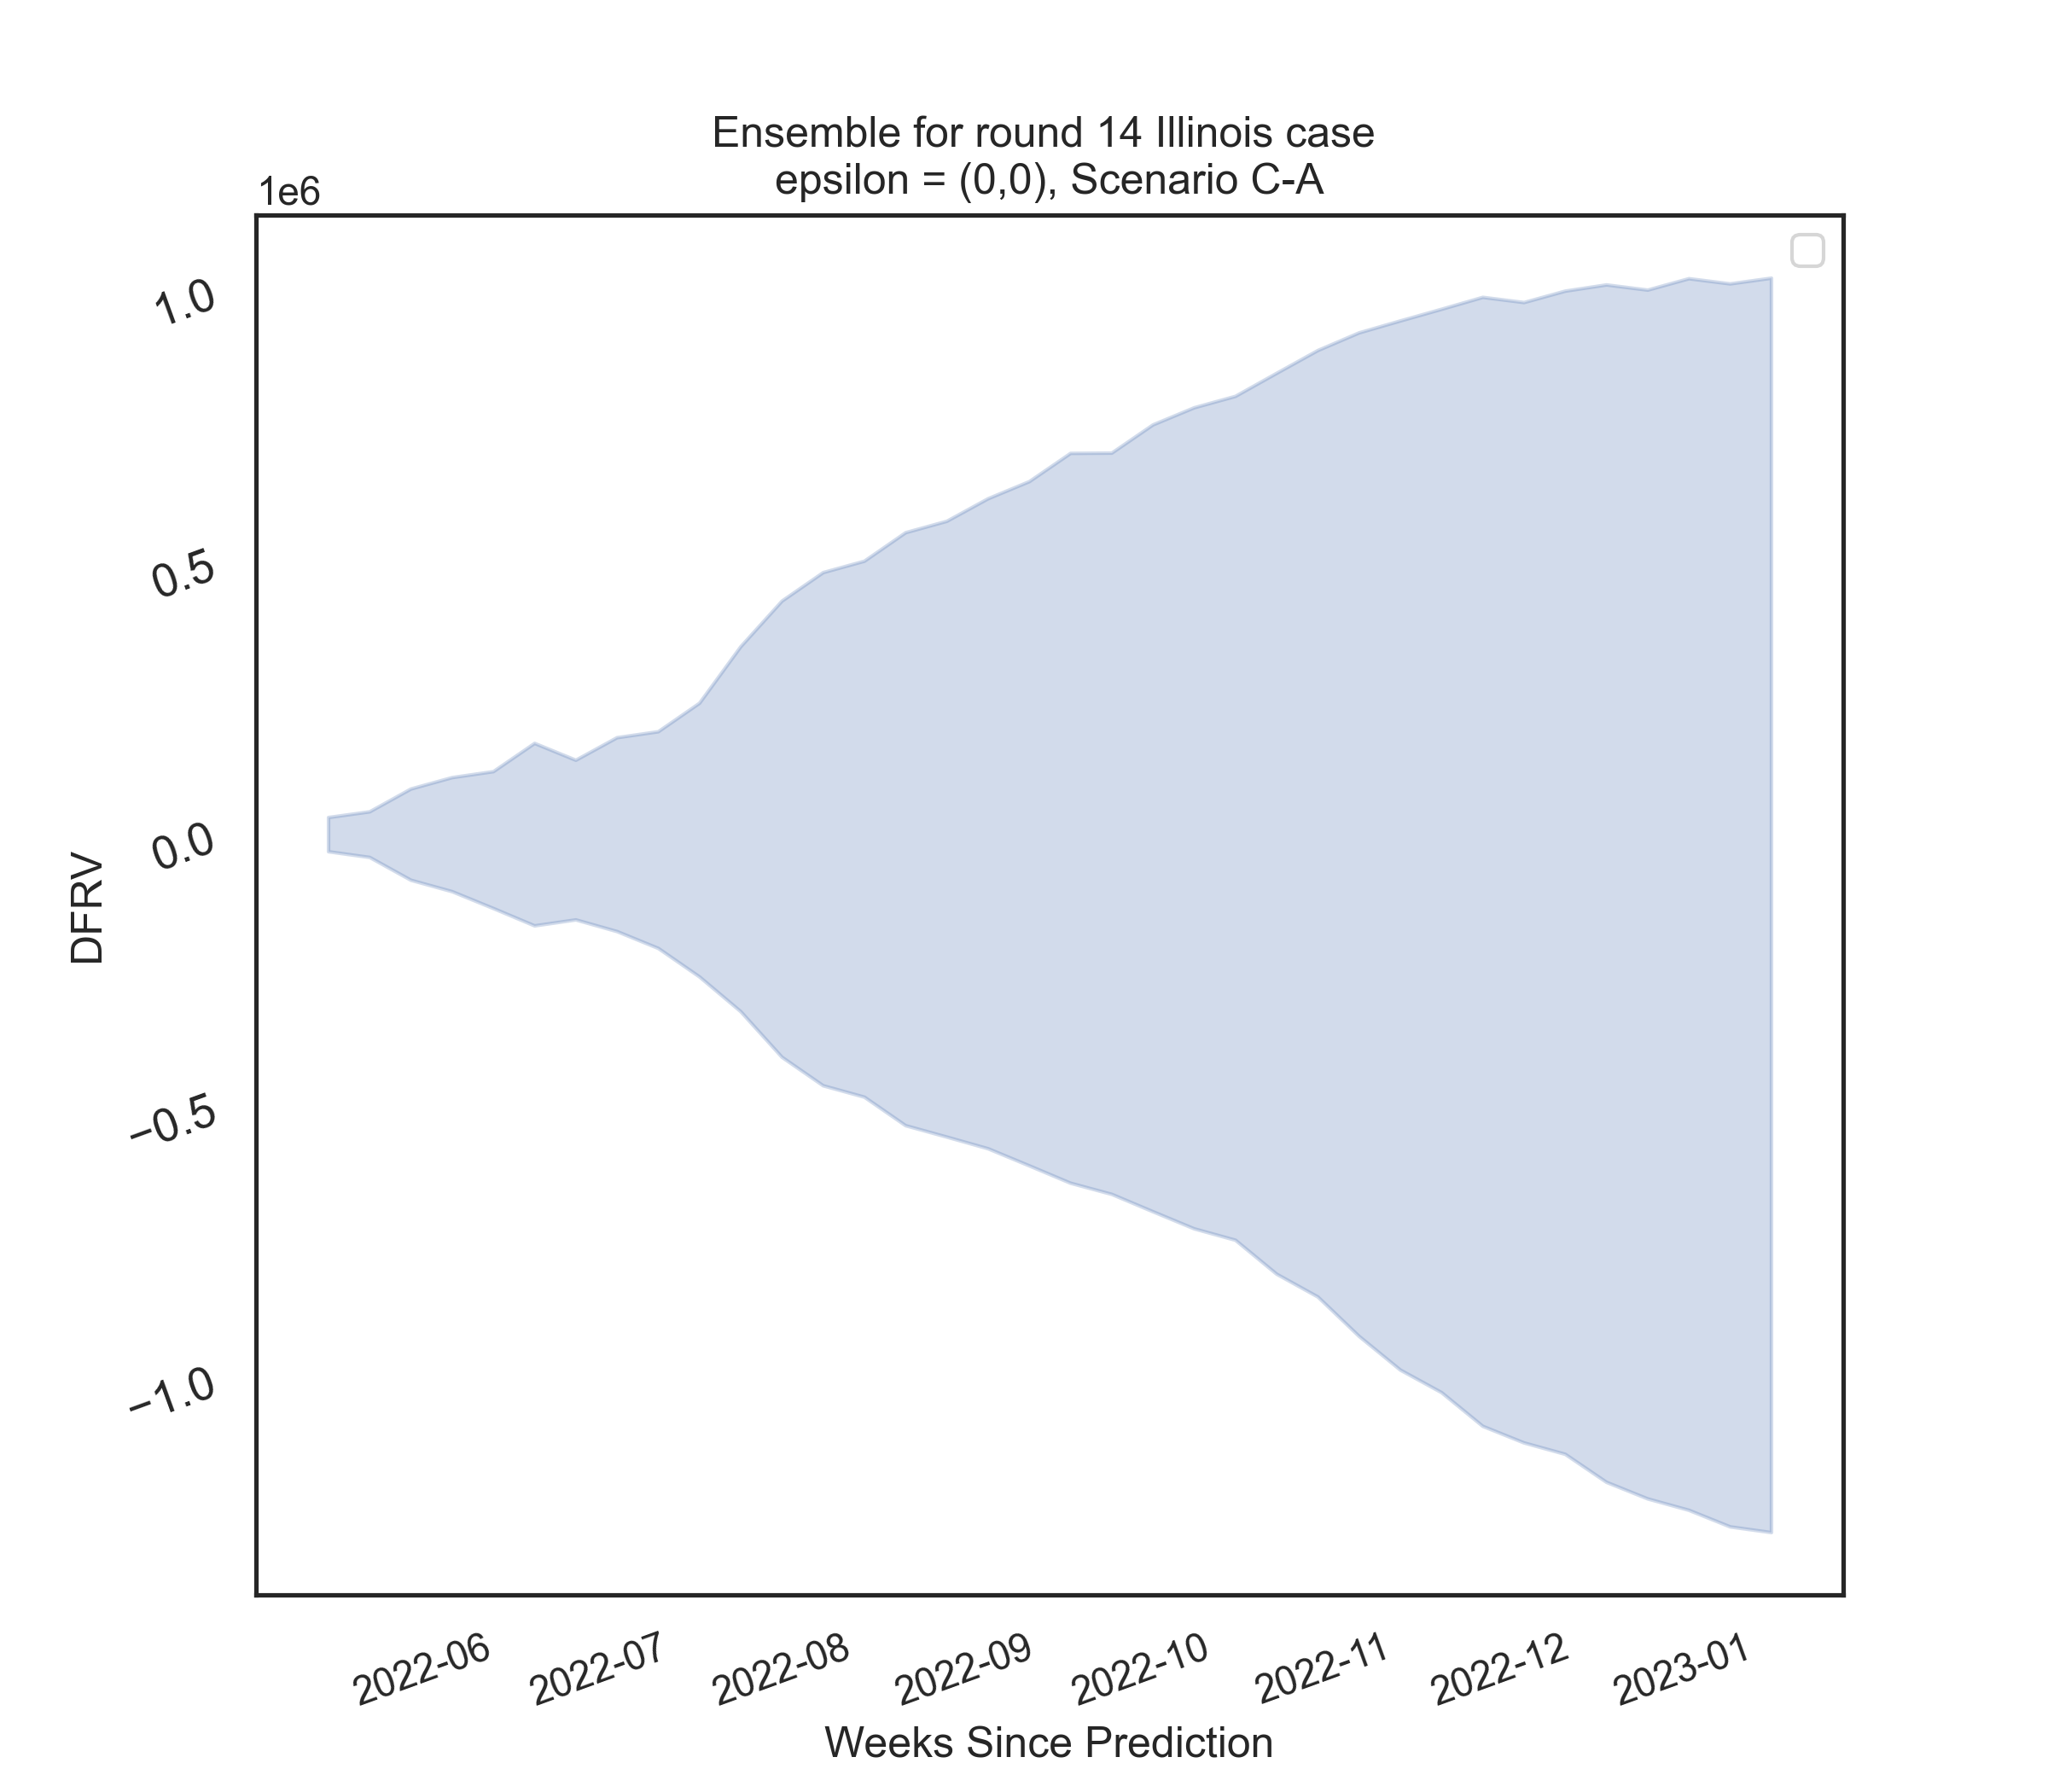 Ensemble for round 14 Illinois case
epsilon = (0,0), Scenario C-A
1e6
1.0
0.5
0.0
−0.5
−1.0
DFRV
2022-06
2022-07
2022-08
2022-09
2022-10
2022-11
2022-12
2023-01
Weeks Since Prediction